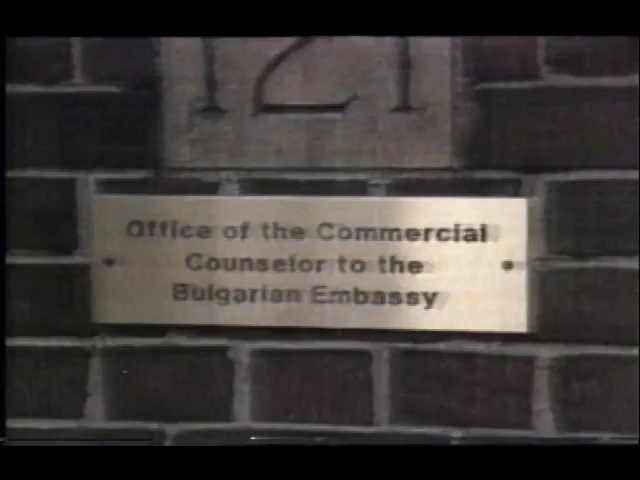 121
Office of the Commercial
Counselor to the
Bulgarian Embassy